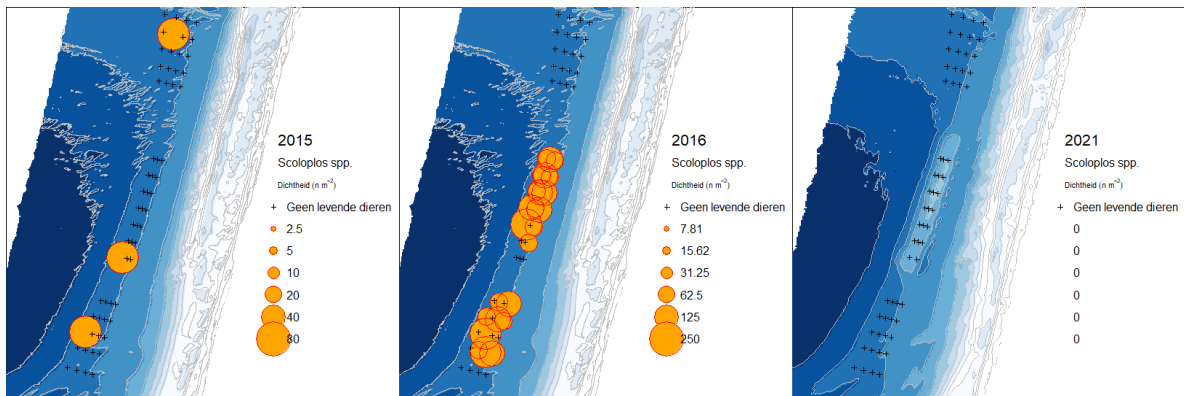 2015
Scoloplos spp.
Dichtheid (n m⁻²)
Geen levende dieren
2.5
5
10
20
40
80
2016
Scoloplos spp.
Dichtheid (n m⁻²)
Geen levende dieren
7.81
15.62
31.25
62.5
125
250
2021
Scoloplos spp.
Dichtheid (n m⁻²)
Geen levende dieren
0
0
0
0
0
0